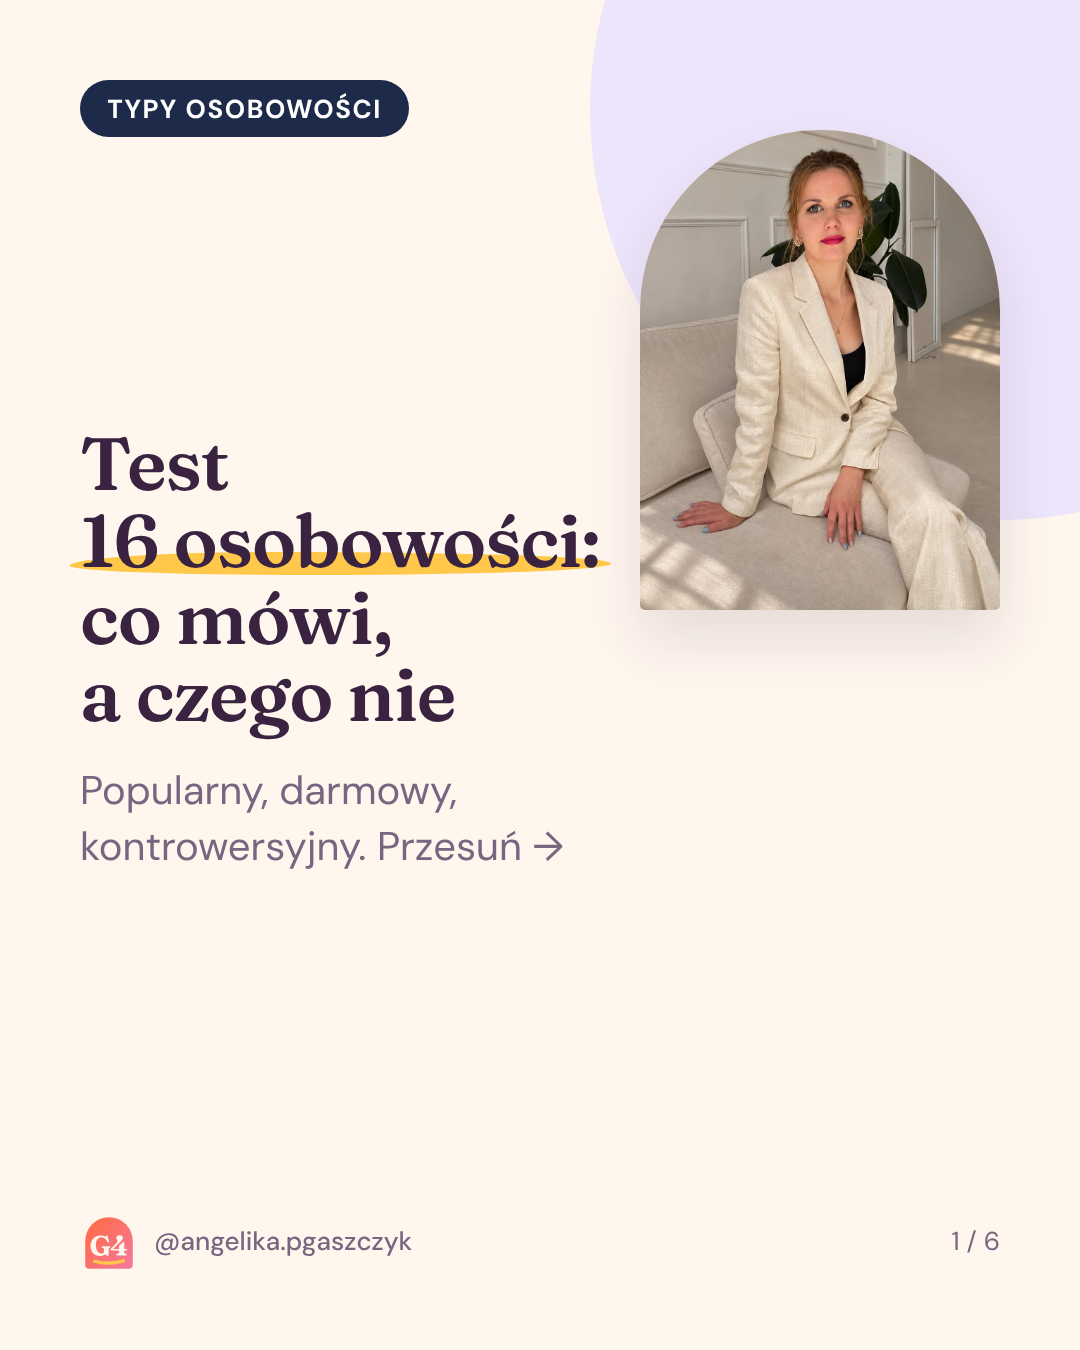 TYPY OSOBOWOŚCI
Test
16 osobowości:
co mówi,
a czego nie
Popularny, darmowy,
kontrowersyjny. Przesuń →
G4
@angelika.pgaszczyk
1 / 6